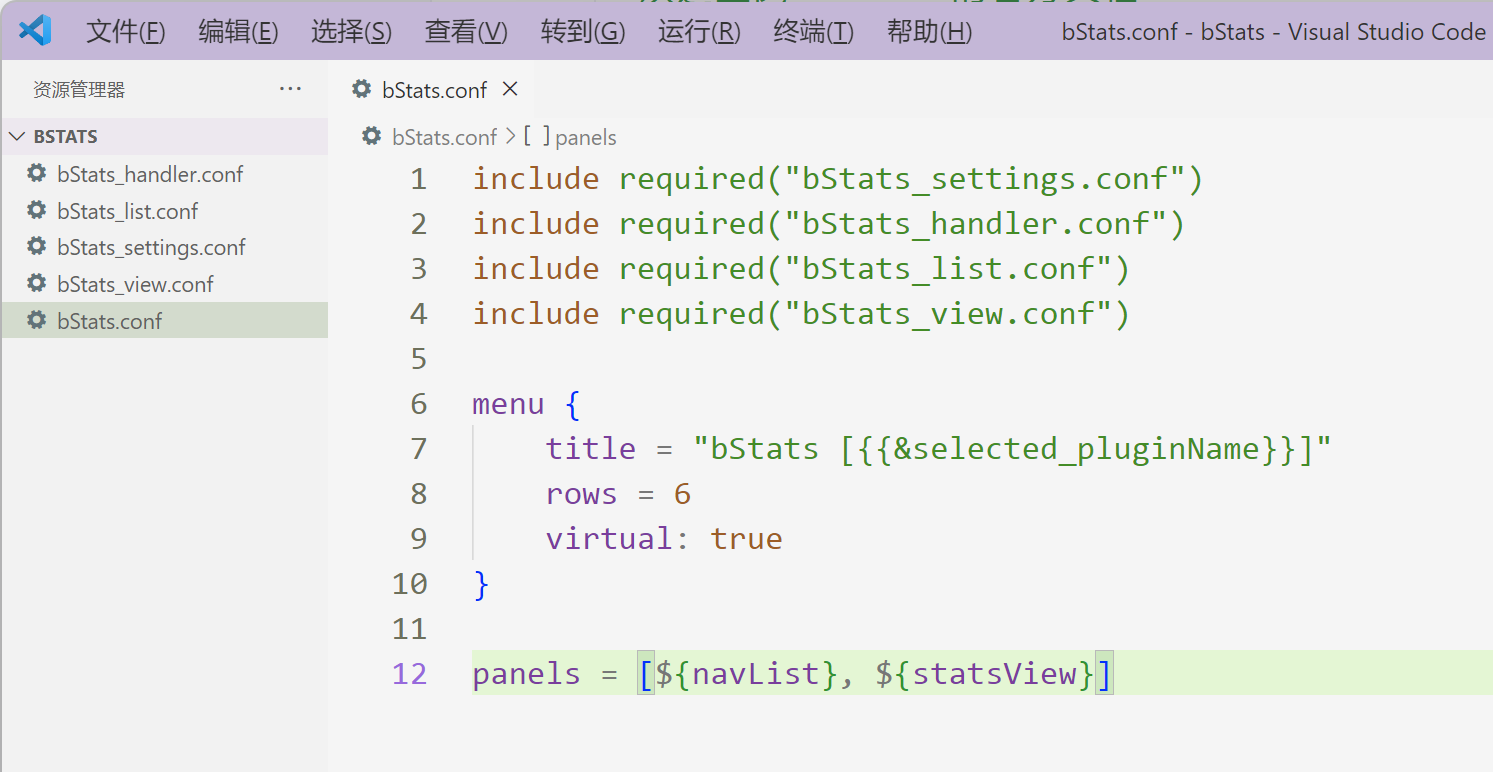 文件(F) 编辑(E) 选择(S) 查看(V) 转到(G) 运行(R) 终端(T) 帮助(H) bStats.conf - bStats - Visual Studio Code
资源管理器 ···
BSTATS
bStats_handler.conf
bStats_list.conf
bStats_settings.conf
bStats_view.conf
bStats.conf
bStats.conf ×
bStats.conf > [ ] panels
1 include required("bStats_settings.conf")
2 include required("bStats_handler.conf")
3 include required("bStats_list.conf")
4 include required("bStats_view.conf")
5
6 menu {
7 title = "bStats [{{&selected_pluginName}}]"
8 rows = 6
9 virtual: true
10 }
11
12 panels = [${navList}, ${statsView}]